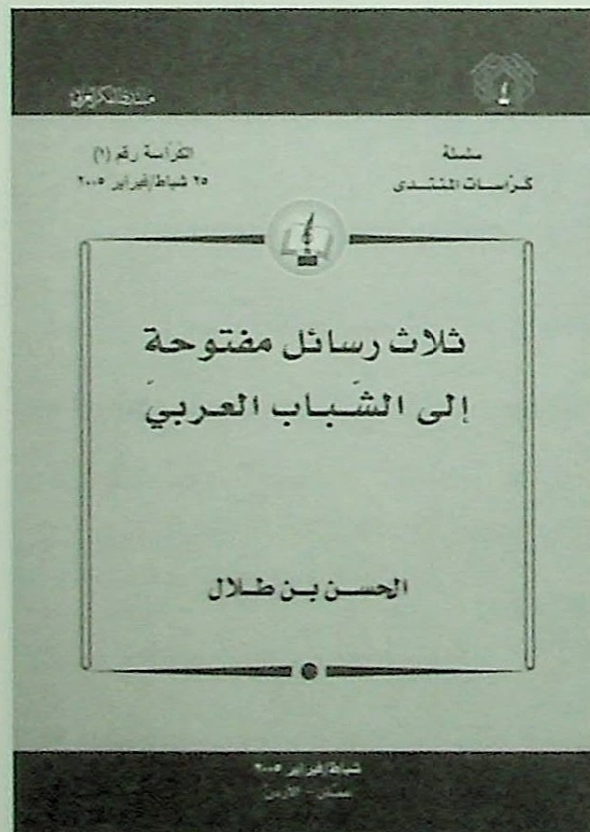 منتدى الفكر العربي
سلسلة
كراسات المنتدى
الكراسة رقم (١)
٢٥ شباط/فبراير ٢٠٠٥
ثلاث رسائل مفتوحة
إلى الشّباب العربيّ
الحسن بن طلال
شباط/فبراير ٢٠٠٥
عمّان - الأردن